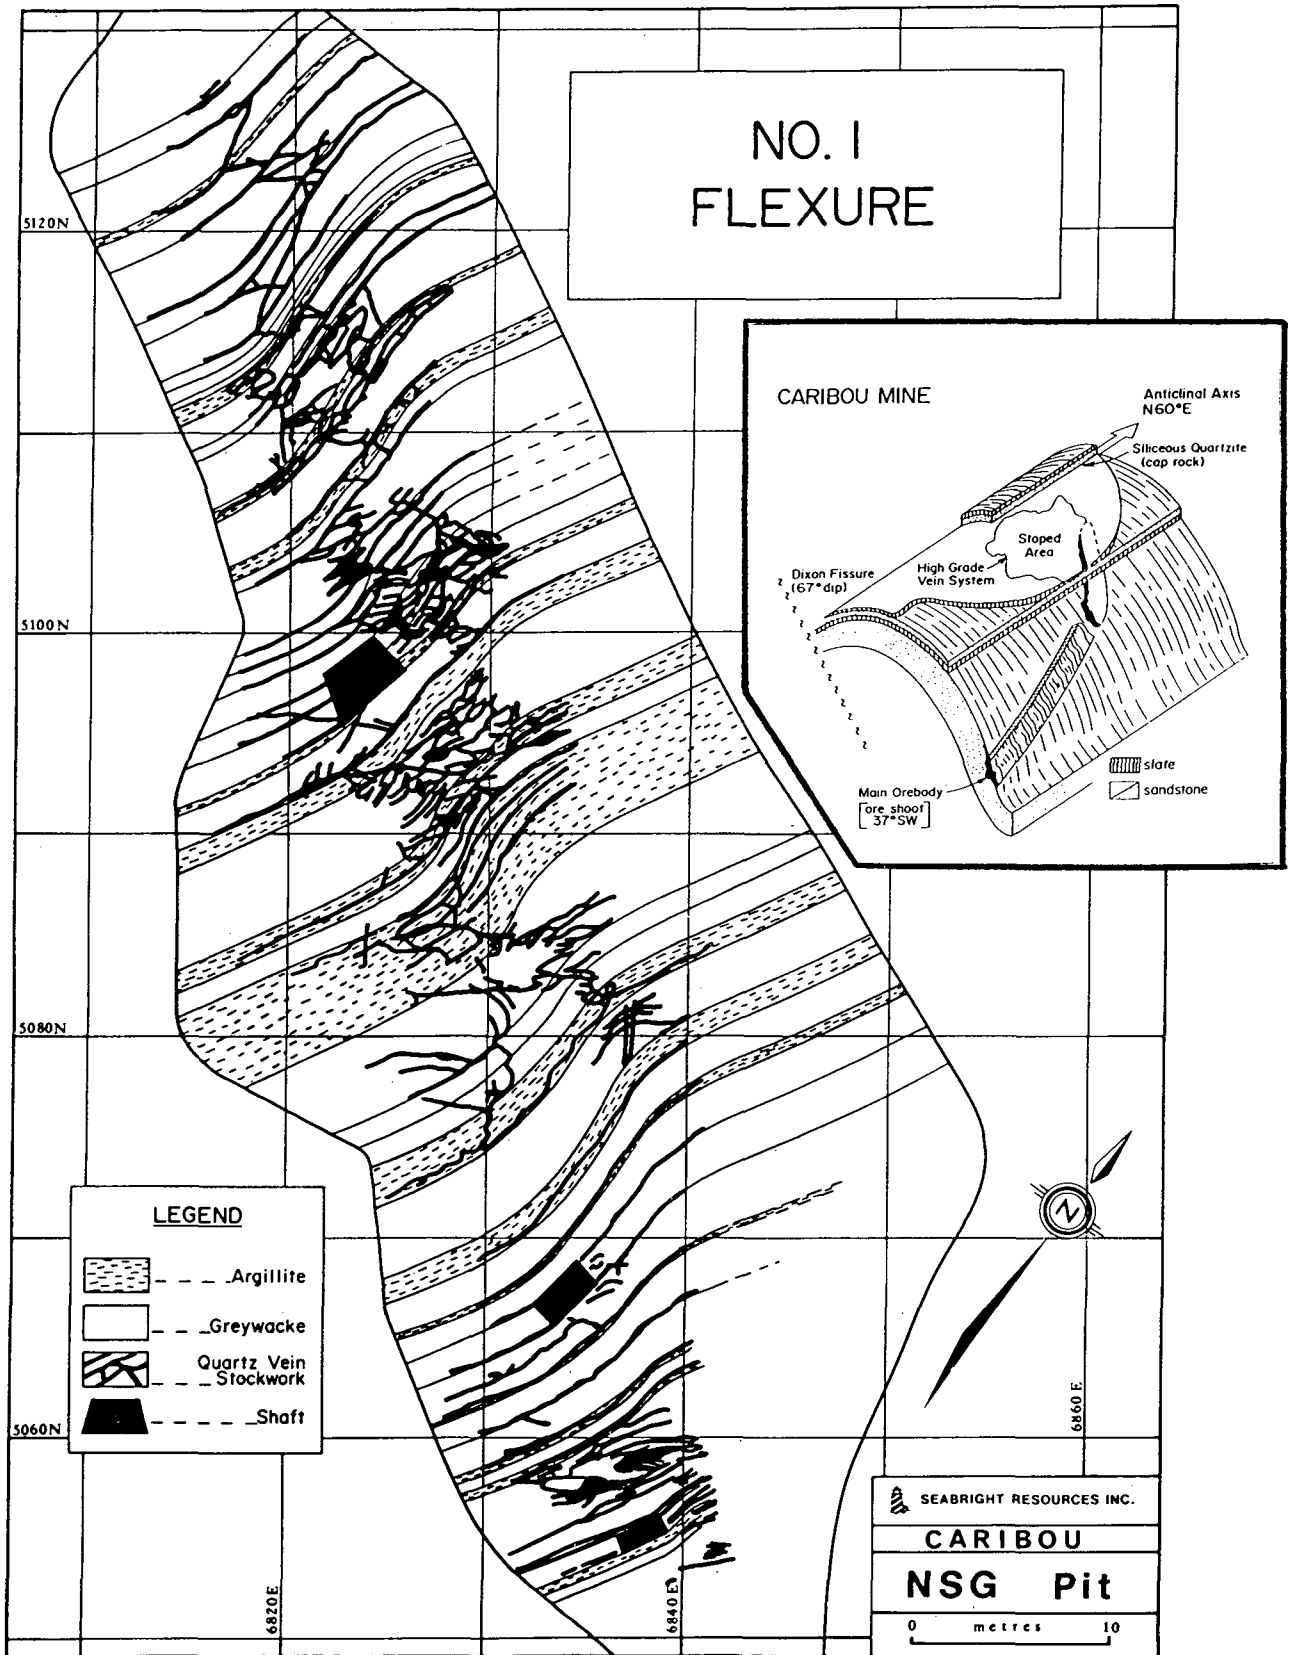 NO. I
FLEXURE
5120N
CARIBOU MINE
Anticlinal Axis
N60°E
Siliceous Quartzite
(cap rock)
Stoped
Area
High Grade
Vein System
Dixon Fissure
(67° dip)
5100N
slate
Main Orebody
[ore shoot
37°SW]
sandstone
5080N
N
LEGEND
Argillite
Greywacke
Quartz Vein
Stockwork
Shaft
5060N
6820E
6840E
6860E
SEABRIGHT RESOURCES INC.
CARIBOU
NSG Pit
0 metres 10